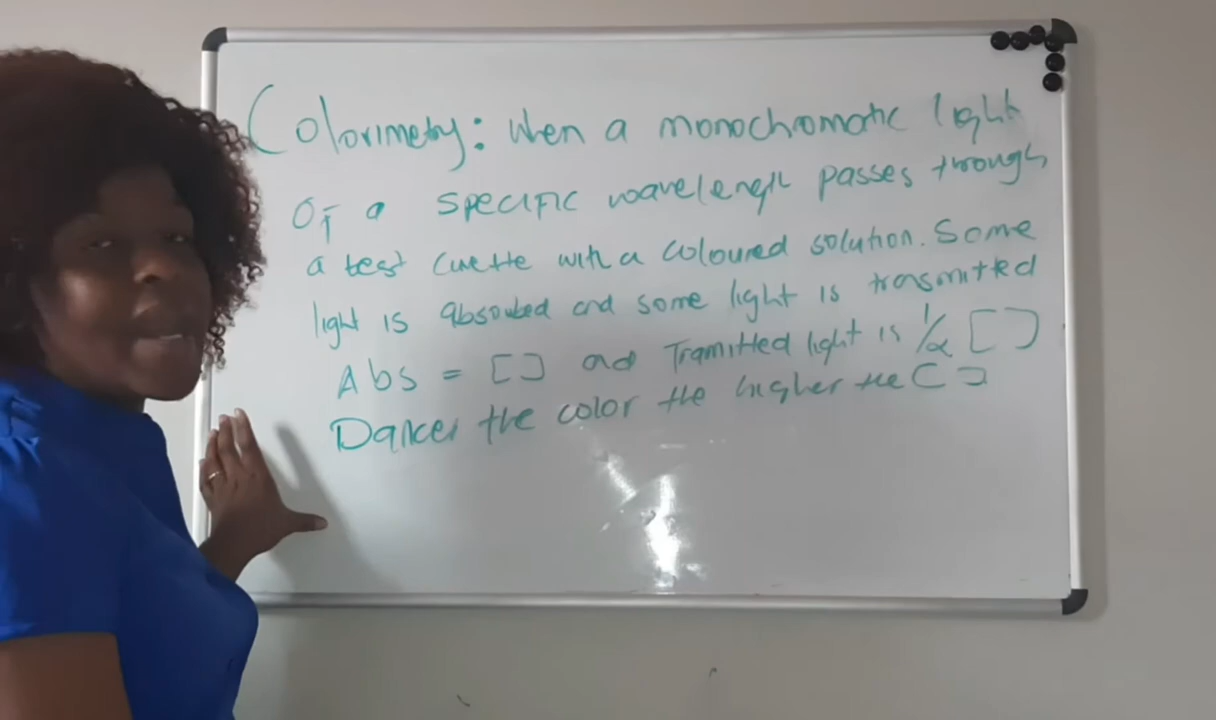 Colorimetry: When a monochromatic light
Of a specific wavelength passes through
a test cuvette with a coloured solution. Some
light is absorbed and some light is transmitted
Abs = [] and Tramitted light is 1/α []
Darker the color the higher the []